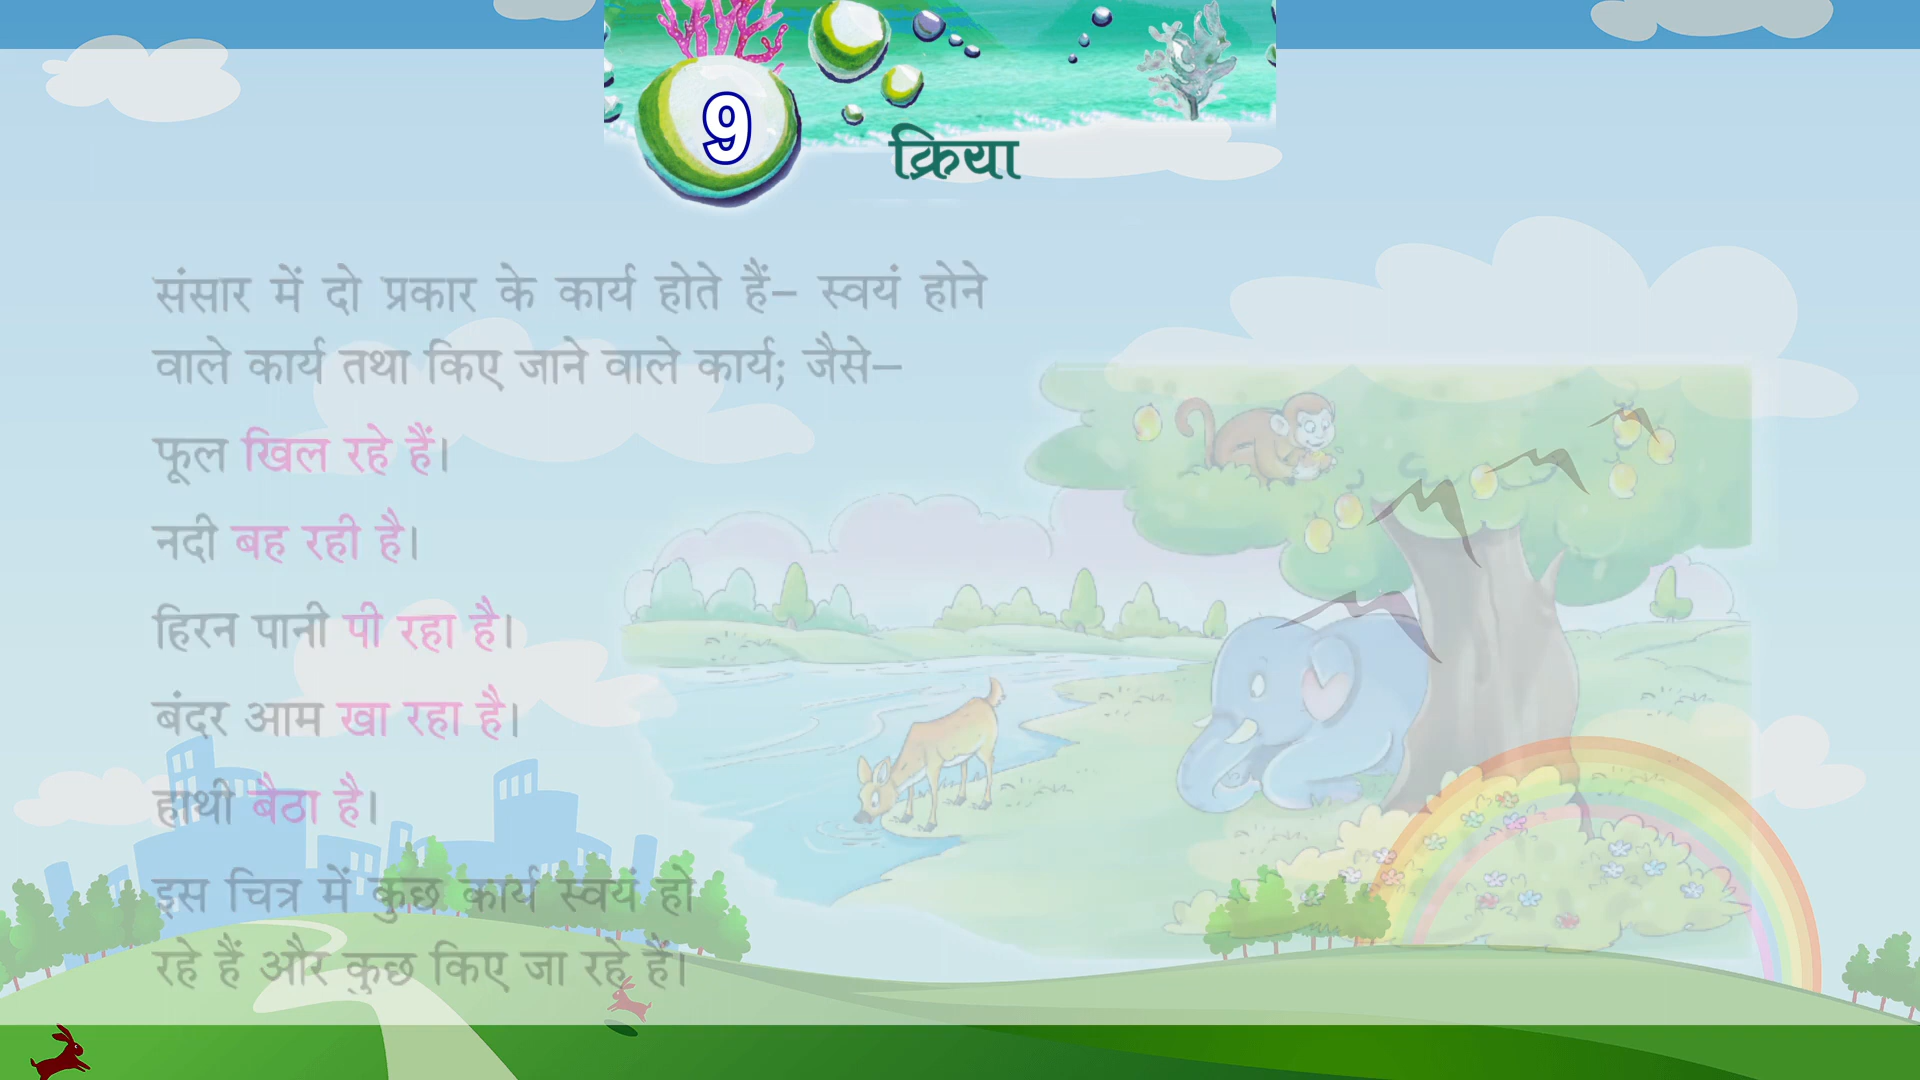 9
क्रिया
संसार में दो प्रकार के कार्य होते हैं– स्वयं होने
वाले कार्य तथा किए जाने वाले कार्य; जैसे–
फूल खिल रहे हैं।
नदी बह रही है।
हिरन पानी पी रहा है।
बंदर आम खा रहा है।
हाथी बैठा है।
इस चित्र में कुछ कार्य स्वयं हो
रहे हैं और कुछ किए जा रहे हैं।